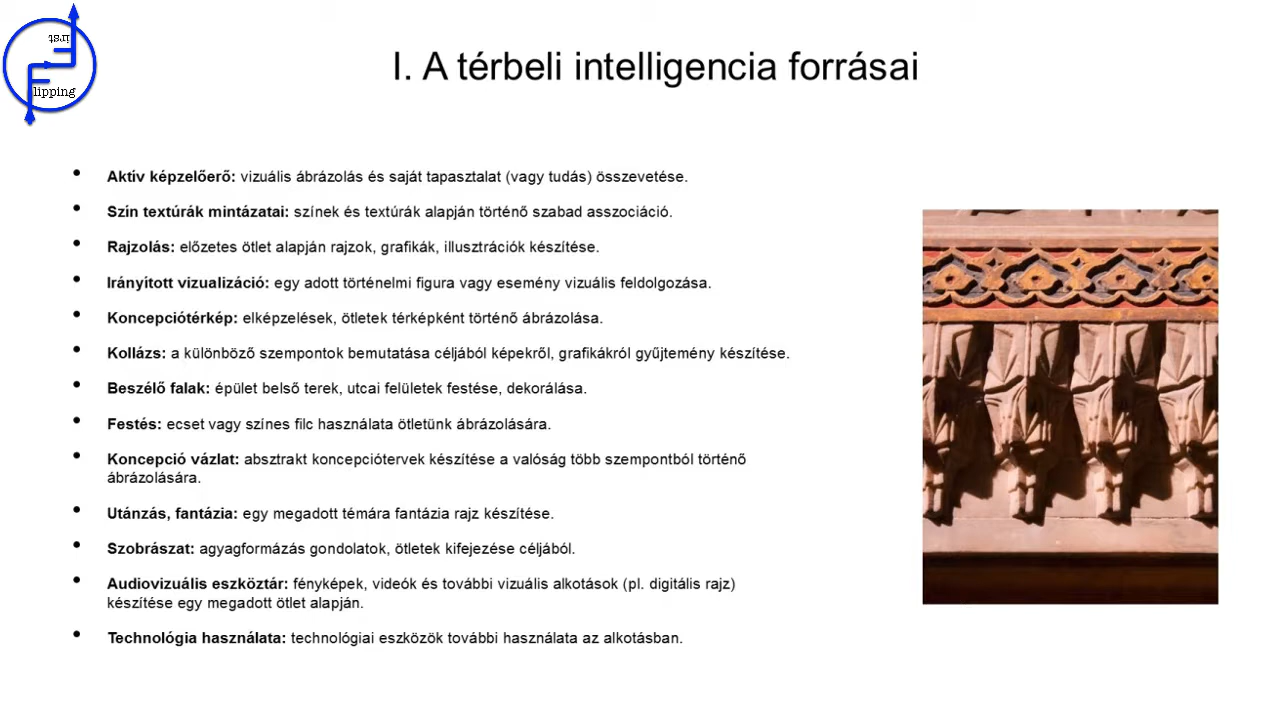 First
Flipping
I. A térbeli intelligencia forrásai
• Aktív képzelőerő: vizuális ábrázolás és saját tapasztalat (vagy tudás) összevetése.
• Szín textúrák mintázatai: színek és textúrák alapján történő szabad asszociáció.
• Rajzolás: előzetes ötlet alapján rajzok, grafikák, illusztrációk készítése.
• Irányított vizualizáció: egy adott történelmi figura vagy esemény vizuális feldolgozása.
• Koncepciótérkép: elképzelések, ötletek térképként történő ábrázolása.
• Kollázs: a különböző szempontok bemutatása céljából képekről, grafikákról gyűjtemény készítése.
• Beszélő falak: épület belső terek, utcai felületek festése, dekorálása.
• Festés: ecset vagy színes filc használata ötletünk ábrázolására.
• Koncepció vázlat: absztrakt koncepciótervek készítése a valóság több szempontból történő
ábrázolására.
• Utánzás, fantázia: egy megadott témára fantázia rajz készítése.
• Szobrászat: agyagformázás gondolatok, ötletek kifejezése céljából.
• Audiovizuális eszköztár: fényképek, videók és további vizuális alkotások (pl. digitális rajz)
készítése egy megadott ötlet alapján.
• Technológia használata: technológiai eszközök további használata az alkotásban.